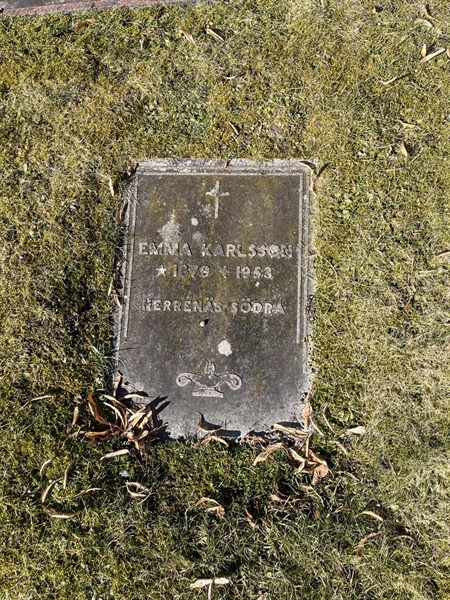 EMMA KARLSSON
* 1879 + 1953
HERRENÄS SÖDRA